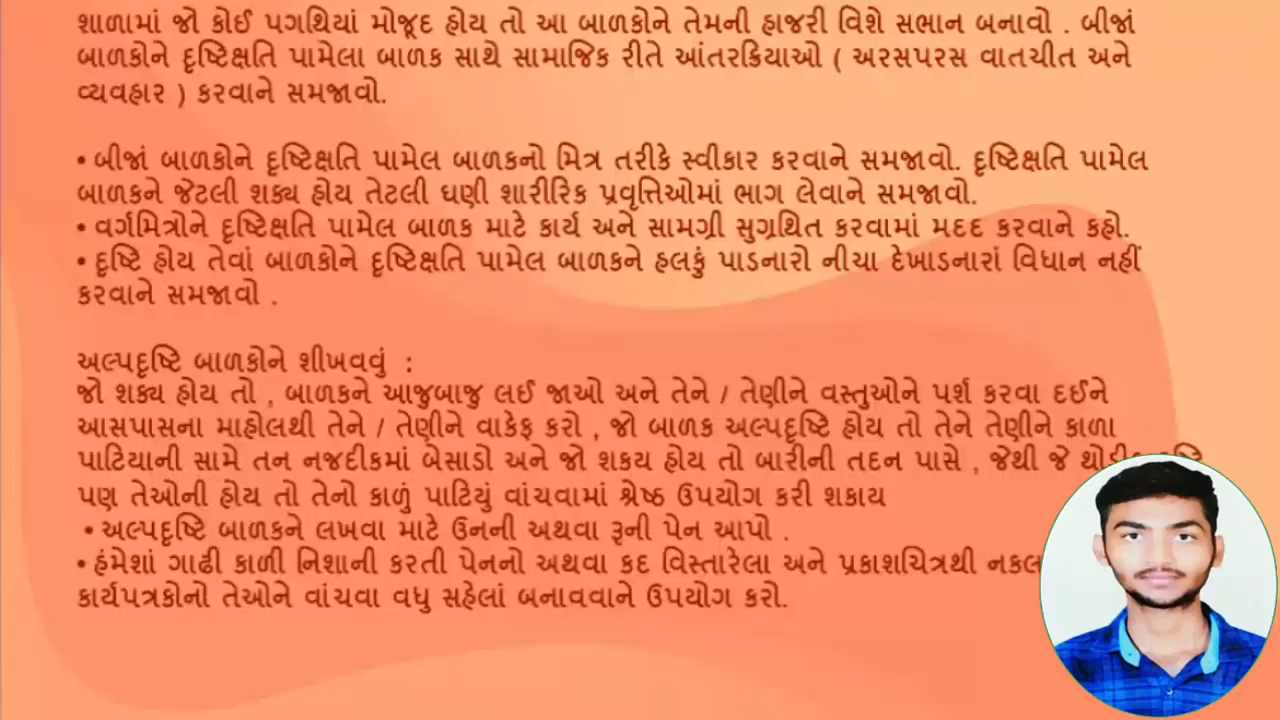 શાળામાં જો કોઈ પગથિયાં મોજૂદ હોય તો આ બાળકોને તેમની હાજરી વિશે સભાન બનાવો . બીજાં
બાળકોને દૃષ્ટિક્ષતિ પામેલા બાળક સાથે સામાજિક રીતે આંતરક્રિયાઓ ( અરસપરસ વાતચીત અને
વ્યવહાર ) કરવાને સમજાવો.
• બીજાં બાળકોને દૃષ્ટિક્ષતિ પામેલ બાળકનો મિત્ર તરીકે સ્વીકાર કરવાને સમજાવો. દૃષ્ટિક્ષતિ પામેલ
બાળકને જેટલી શક્ય હોય તેટલી ઘણી શારીરિક પ્રવૃત્તિઓમાં ભાગ લેવાને સમજાવો.
• વર્ગમિત્રોને દૃષ્ટિક્ષતિ પામેલ બાળક માટે કાર્ય અને સામગ્રી સુગ્રથિત કરવામાં મદદ કરવાને કહો.
• દૃષ્ટિ હોય તેવાં બાળકોને દૃષ્ટિક્ષતિ પામેલ બાળકને હલકું પાડનારો નીચા દેખાડનારાં વિધાન નહીં
કરવાને સમજાવો .
અલ્પદૃષ્ટિ બાળકોને શીખવવું :
જો શક્ય હોય તો , બાળકને આજુબાજુ લઈ જાઓ અને તેને / તેણીને વસ્તુઓને પર્શ કરવા દઈને
આસપાસના માહોલથી તેને / તેણીને વાકેફ કરો , જો બાળક અલ્પદૃષ્ટિ હોય તો તેને તેણીને કાળા
પાટિયાની સામે તન નજદીકમાં બેસાડો અને જો શકય હોય તો બારીની તદન પાસે , જેથી જે
પણ તેઓની હોય તો તેનો કાળું પાટિયું વાંચવામાં શ્રેષ્ઠ ઉપયોગ કરી શકાય
• અલ્પદૃષ્ટિ બાળકને લખવા માટે ઉનની અથવા રૂની પેન આપો .
• હંમેશાં ગાઢી કાળી નિશાની કરતી પેનનો અથવા કદ વિસ્તારેલા અને પ્રકાશચિત્રથી નકલ
કાર્યપત્રકોનો તેઓને વાંચવા વધુ સહેલાં બનાવવાને ઉપયોગ કરો.